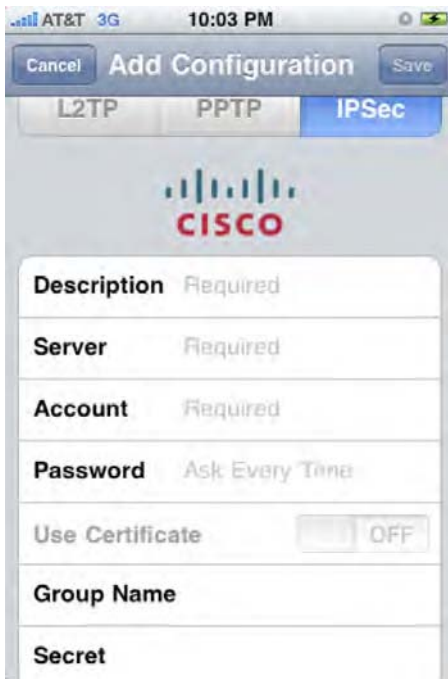 AT&T 3G 10:03 PM
Cancel Add Configuration Save
L2TP PPTP IPSec
CISCO
Description Required
Server Required
Account Required
Password Ask Every Time
Use Certificate OFF
Group Name
Secret